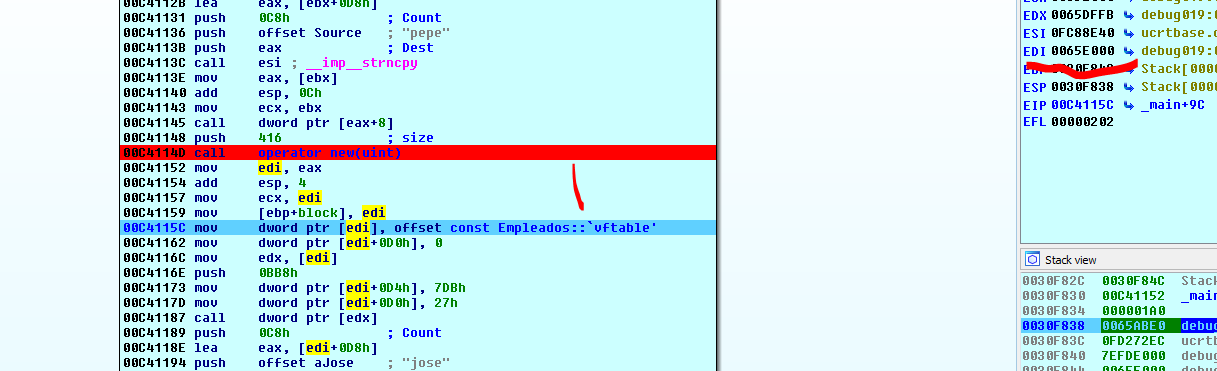 00C4112B lea eax, [ebx+0D8h]
00C41131 push 0C8h ; Count
00C41136 push offset Source ; "pepe"
00C4113B push eax ; Dest
00C4113C call esi ; __imp__strncpy
00C4113E mov eax, [ebx]
00C41140 add esp, 0Ch
00C41143 mov ecx, ebx
00C41145 call dword ptr [eax+8]
00C41148 push 416 ; size
00C4114D call operator new(uint)
00C41152 mov edi, eax
00C41154 add esp, 4
00C41157 mov ecx, edi
00C41159 mov [ebp+block], edi
00C4115C mov dword ptr [edi], offset const Empleados::`vftable'
00C41162 mov dword ptr [edi+0D0h], 0
00C4116C mov edx, [edi]
00C4116E push 0BB8h
00C41173 mov dword ptr [edi+0D4h], 7DBh
00C4117D mov dword ptr [edi+0D0h], 27h
00C41187 call dword ptr [edx]
00C41189 push 0C8h ; Count
00C4118E lea eax, [edi+0D8h]
00C41194 push offset aJose ; "jose"
EDX 0065DFFB debug019:0
ESI 0FC88E40 ucrtbase.d
EDI 0065E000 debug019:0
Stack[0000
ESP 0030F838 Stack[0000
EIP 00C4115C _main+9C
EFL 00000202
Stack view
0030F82C 0030F84C Stack
0030F830 00C41152 _main
0030F834 000001A0
0030F838 0065ABE0 debug
0030F83C 0FD272EC ucrtb
0030F840 7EFDE000 debug